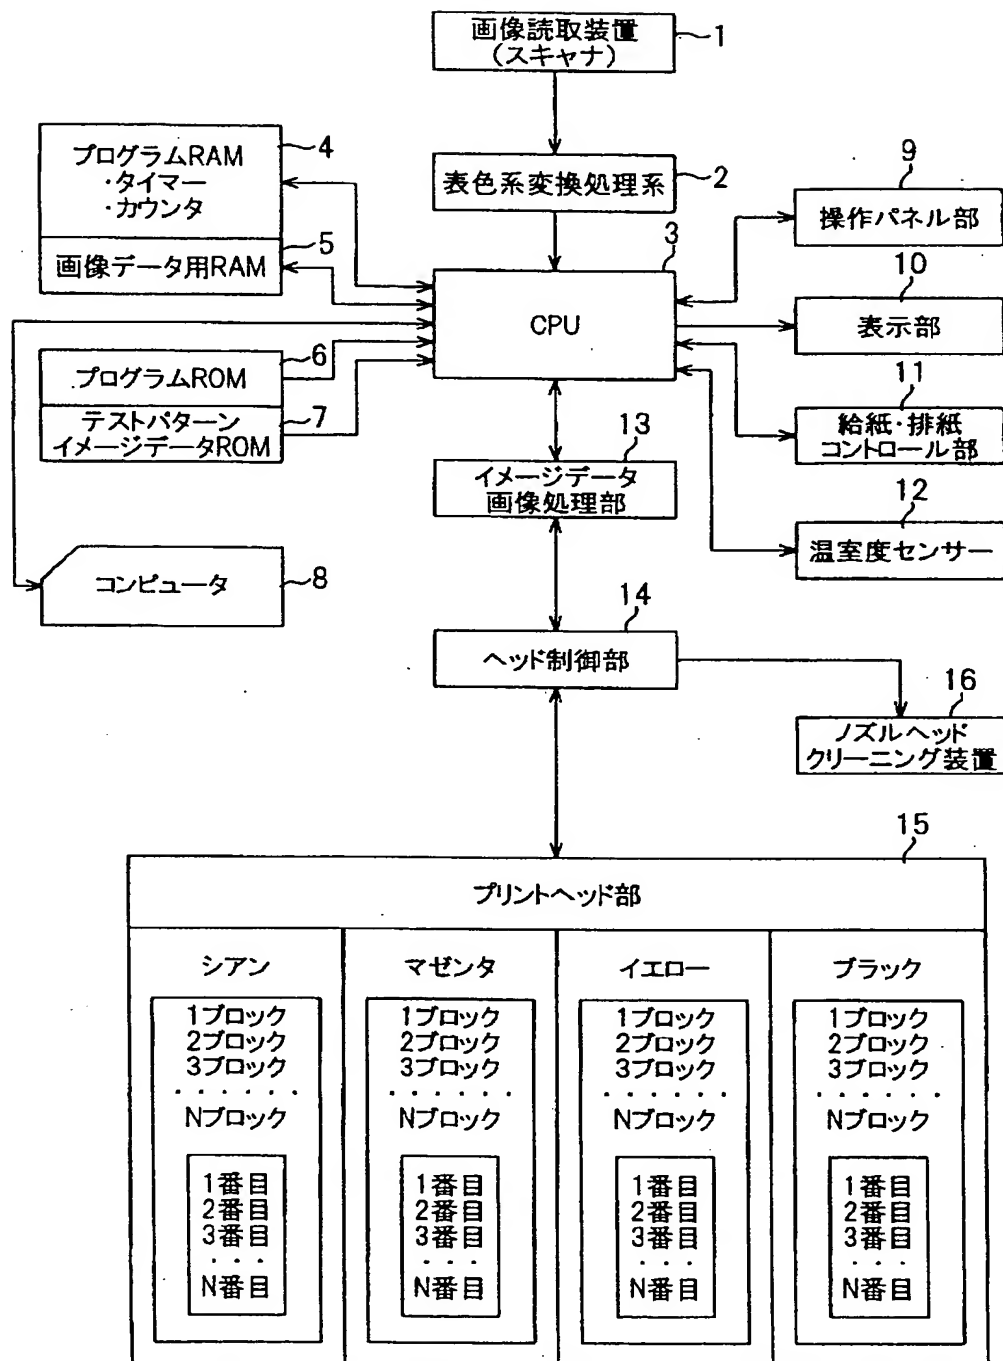 画像読取装置
(スキャナ)
1
表色系変換処理系
2
プログラムRAM
・タイマー
・カウンタ
4
画像データ用RAM
5
CPU
3
プログラムROM
6
テストパターン
イメージデータROM
7
コンピュータ
8
操作パネル部
9
表示部
10
給紙・排紙
コントロール部
11
温室度センサー
12
イメージデータ
画像処理部
13
ヘッド制御部
14
ノズルヘッド
クリーニング装置
16
プリントヘッド部
15
シアン
1ブロック
2ブロック
3ブロック
・・・・・・
Nブロック
1番目
2番目
3番目
・・・
N番目
マゼンタ
1ブロック
2ブロック
3ブロック
・・・・・・
Nブロック
1番目
2番目
3番目
・・・
N番目
イエロー
1ブロック
2ブロック
3ブロック
・・・・・・
Nブロック
1番目
2番目
3番目
・・・
N番目
ブラック
1ブロック
2ブロック
3ブロック
・・・・・・
Nブロック
1番目
2番目
3番目
・・・
N番目